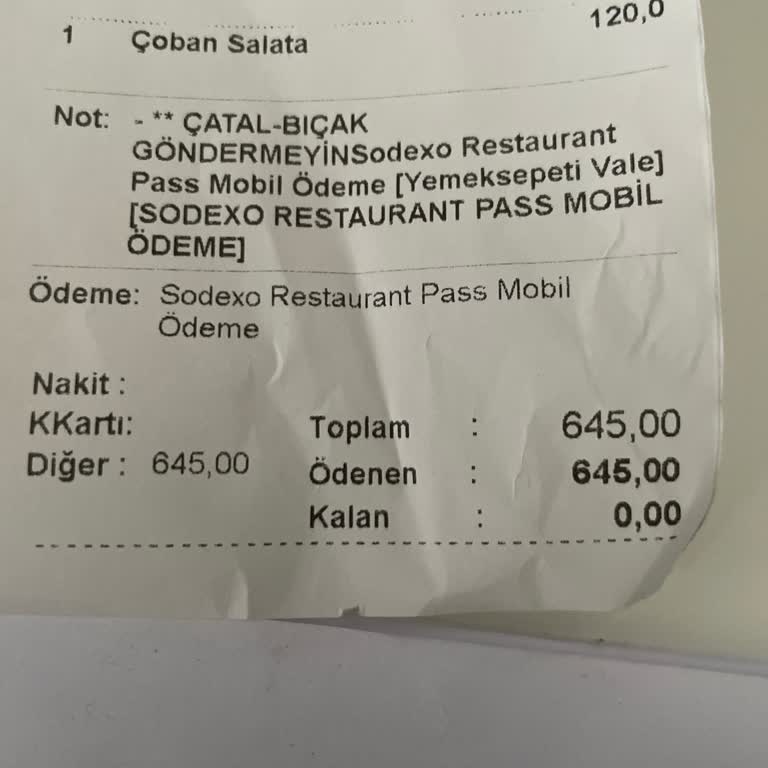 1 Çoban Salata 120,0
Not: - ** ÇATAL-BIÇAK
GÖNDERMEYİNSodexo Restaurant
Pass Mobil Ödeme [Yemeksepeti Vale]
[SODEXO RESTAURANT PASS MOBİL
ÖDEME]
Ödeme: Sodexo Restaurant Pass Mobil
Ödeme
Nakit :
KKartı: Toplam : 645,00
Diğer : 645,00 Ödenen : 645,00
Kalan : 0,00